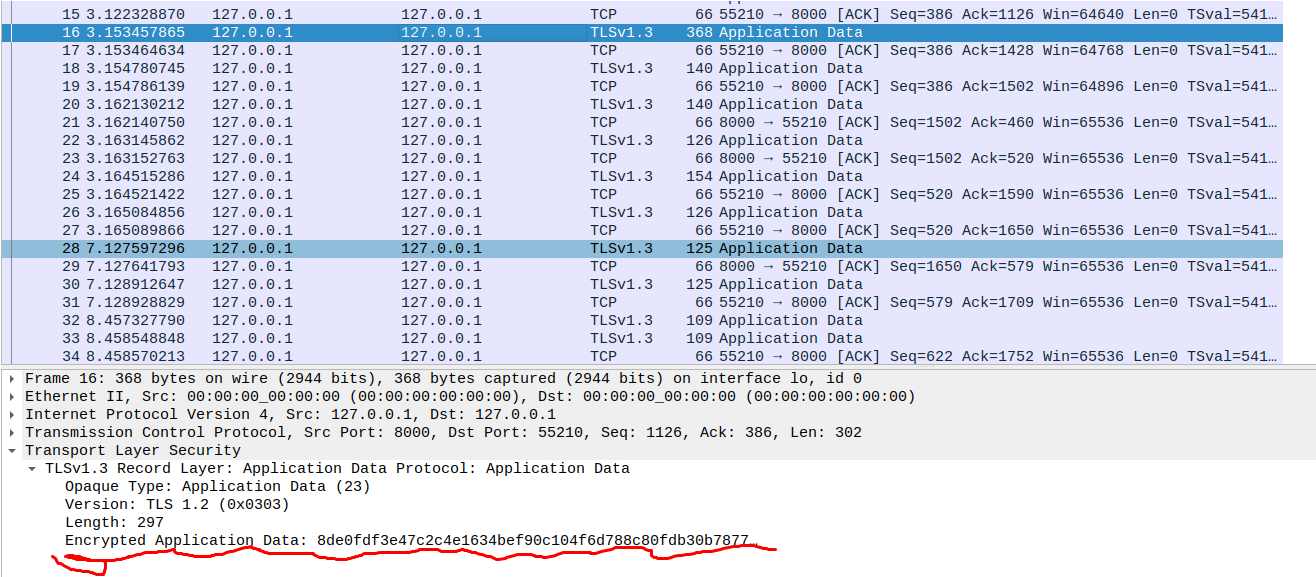 15 3.122328870 127.0.0.1 127.0.0.1 TCP 66 55210 → 8000 [ACK] Seq=386 Ack=1126 Win=64640 Len=0 TSval=541…
16 3.153457865 127.0.0.1 127.0.0.1 TLSv1.3 368 Application Data
17 3.153464634 127.0.0.1 127.0.0.1 TCP 66 55210 → 8000 [ACK] Seq=386 Ack=1428 Win=64768 Len=0 TSval=541…
18 3.154780745 127.0.0.1 127.0.0.1 TLSv1.3 140 Application Data
19 3.154786139 127.0.0.1 127.0.0.1 TCP 66 55210 → 8000 [ACK] Seq=386 Ack=1502 Win=64896 Len=0 TSval=541…
20 3.162130212 127.0.0.1 127.0.0.1 TLSv1.3 140 Application Data
21 3.162140750 127.0.0.1 127.0.0.1 TCP 66 8000 → 55210 [ACK] Seq=1502 Ack=460 Win=65536 Len=0 TSval=541…
22 3.163145862 127.0.0.1 127.0.0.1 TLSv1.3 126 Application Data
23 3.163152763 127.0.0.1 127.0.0.1 TCP 66 8000 → 55210 [ACK] Seq=1502 Ack=520 Win=65536 Len=0 TSval=541…
24 3.164515286 127.0.0.1 127.0.0.1 TLSv1.3 154 Application Data
25 3.164521422 127.0.0.1 127.0.0.1 TCP 66 55210 → 8000 [ACK] Seq=520 Ack=1590 Win=65536 Len=0 TSval=541…
26 3.165084856 127.0.0.1 127.0.0.1 TLSv1.3 126 Application Data
27 3.165089866 127.0.0.1 127.0.0.1 TCP 66 55210 → 8000 [ACK] Seq=520 Ack=1650 Win=65536 Len=0 TSval=541…
28 7.127597296 127.0.0.1 127.0.0.1 TLSv1.3 125 Application Data
29 7.127641793 127.0.0.1 127.0.0.1 TCP 66 8000 → 55210 [ACK] Seq=1650 Ack=579 Win=65536 Len=0 TSval=541…
30 7.128912647 127.0.0.1 127.0.0.1 TLSv1.3 125 Application Data
31 7.128928829 127.0.0.1 127.0.0.1 TCP 66 55210 → 8000 [ACK] Seq=579 Ack=1709 Win=65536 Len=0 TSval=541…
32 8.457327790 127.0.0.1 127.0.0.1 TLSv1.3 109 Application Data
33 8.458548848 127.0.0.1 127.0.0.1 TLSv1.3 109 Application Data
34 8.458570213 127.0.0.1 127.0.0.1 TCP 66 55210 → 8000 [ACK] Seq=622 Ack=1752 Win=65536 Len=0 TSval=541…
Frame 16: 368 bytes on wire (2944 bits), 368 bytes captured (2944 bits) on interface lo, id 0
Ethernet II, Src: 00:00:00_00:00:00 (00:00:00:00:00:00), Dst: 00:00:00_00:00:00 (00:00:00:00:00:00)
Internet Protocol Version 4, Src: 127.0.0.1, Dst: 127.0.0.1
Transmission Control Protocol, Src Port: 8000, Dst Port: 55210, Seq: 1126, Ack: 386, Len: 302
Transport Layer Security
TLSv1.3 Record Layer: Application Data Protocol: Application Data
Opaque Type: Application Data (23)
Version: TLS 1.2 (0x0303)
Length: 297
Encrypted Application Data: 8de0fdf3e47c2c4e1634bef90c104f6d788c80fdb30b7877…